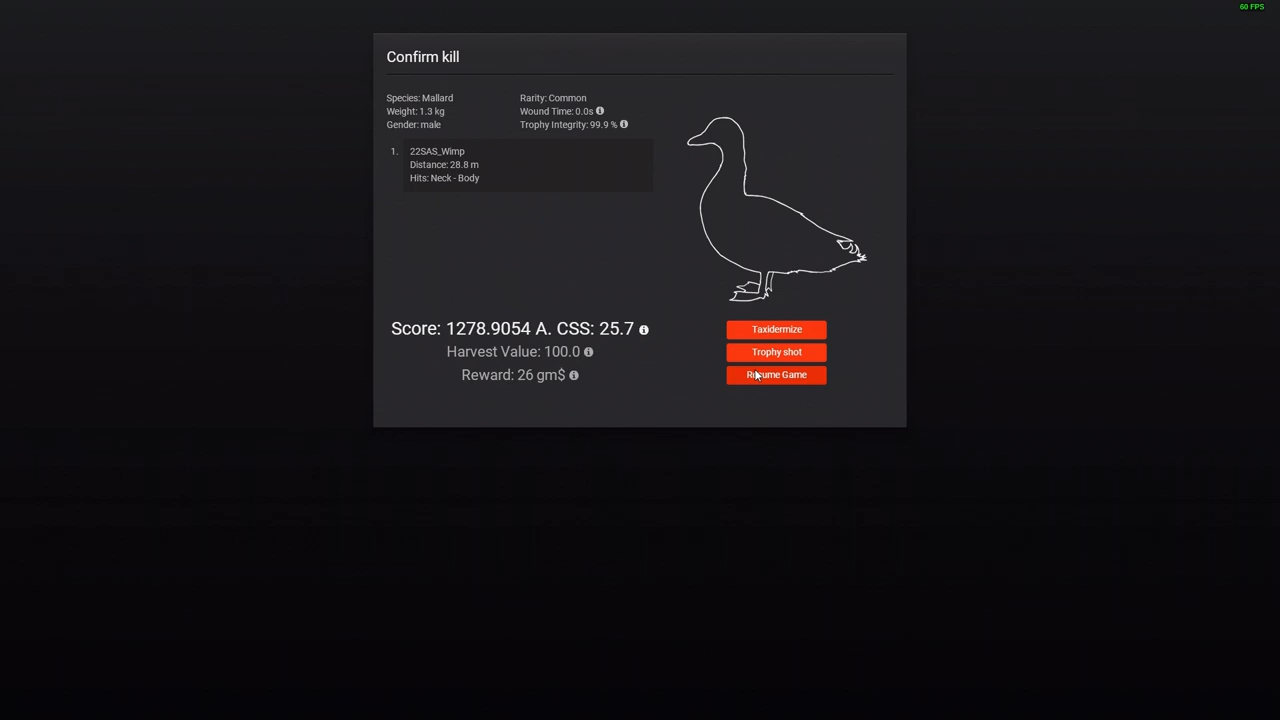 60 FPS
Confirm kill
Species: Mallard
Weight: 1.3 kg
Gender: male
Rarity: Common
Wound Time: 0.0s
Trophy Integrity: 99.9 %
1. 22SAS_Wimp
Distance: 28.8 m
Hits: Neck - Body
Score: 1278.9054 A. CSS: 25.7
Harvest Value: 100.0
Reward: 26 gm$
Taxidermize
Trophy shot
Resume Game